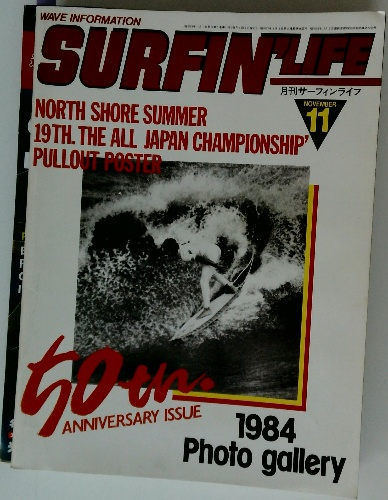 WAVE INFORMATION
SURFIN'LIFE
月刊サーフィンライフ
NOVEMBER
11
NORTH SHORE SUMMER
19TH. THE ALL JAPAN CHAMPIONSHIP'
PULLOUT POSTER
50th.
ANNIVERSARY ISSUE
1984
Photo gallery